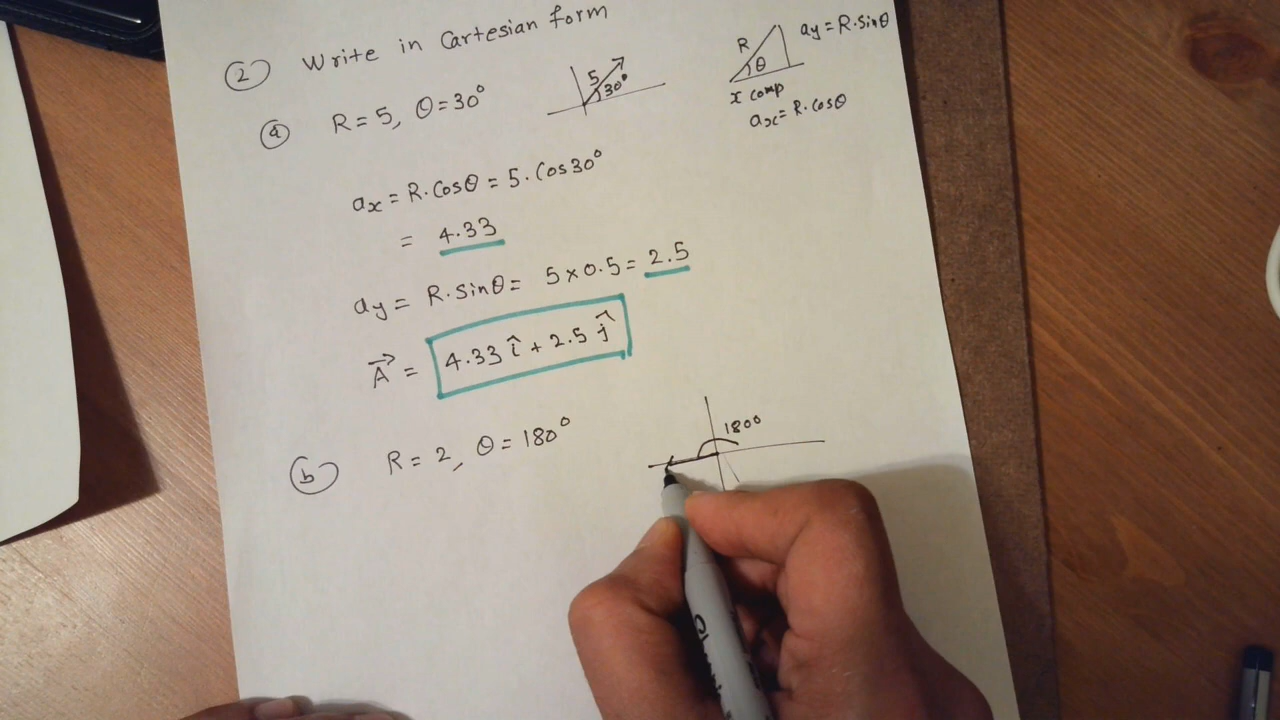 ② Write in Cartesian form
ⓐ R = 5, θ = 30°
5
30°
R
θ
ay = R·sinθ
x comp
ax = R·cosθ
ax = R·cosθ = 5·cos30°
= 4.33
ay = R·sinθ = 5×0.5 = 2.5
A⃗ = 4.33 î + 2.5 ĵ
ⓑ R = 2, θ = 180°
180°